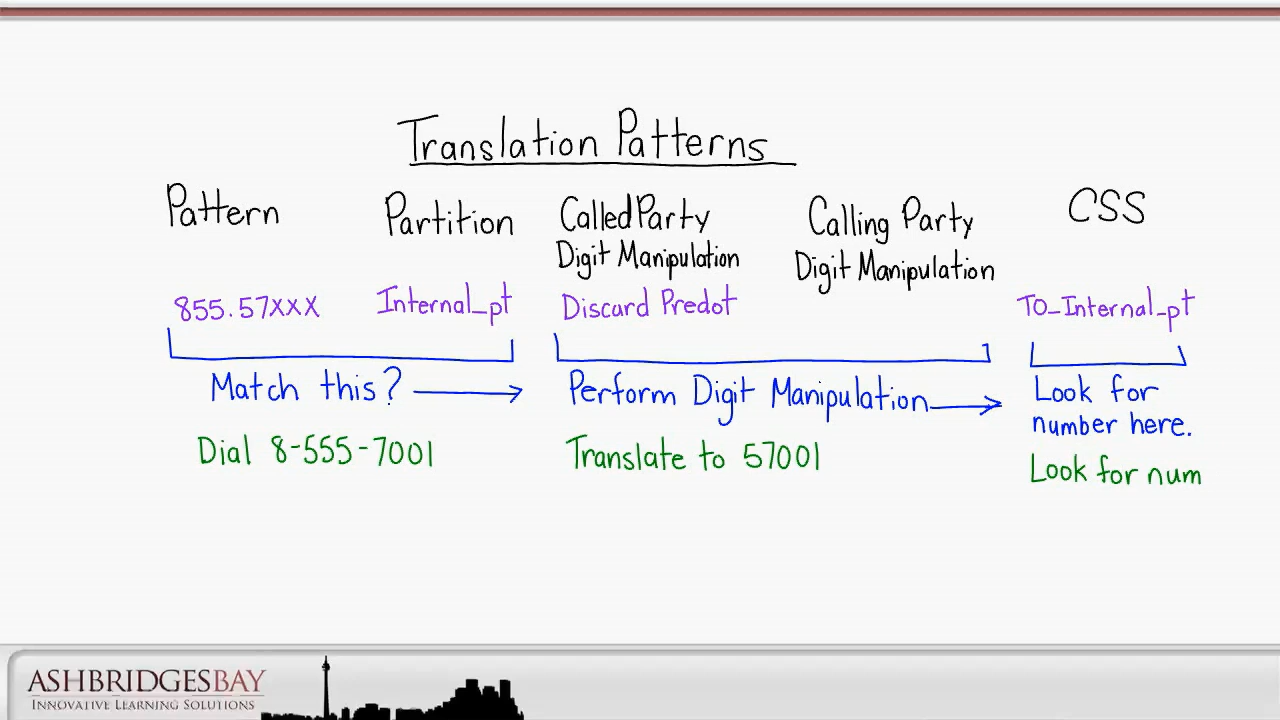 Translation Patterns
Pattern Partition Called Party Digit Manipulation Calling Party Digit Manipulation CSS
855.57XXX Internal_pt Discard Predot TO_Internal_pt
Match this? Perform Digit Manipulation Look for number here.
Dial 8-555-7001 Translate to 57001 Look for num
ASHBRIDGESBAY
INNOVATIVE LEARNING SOLUTIONS